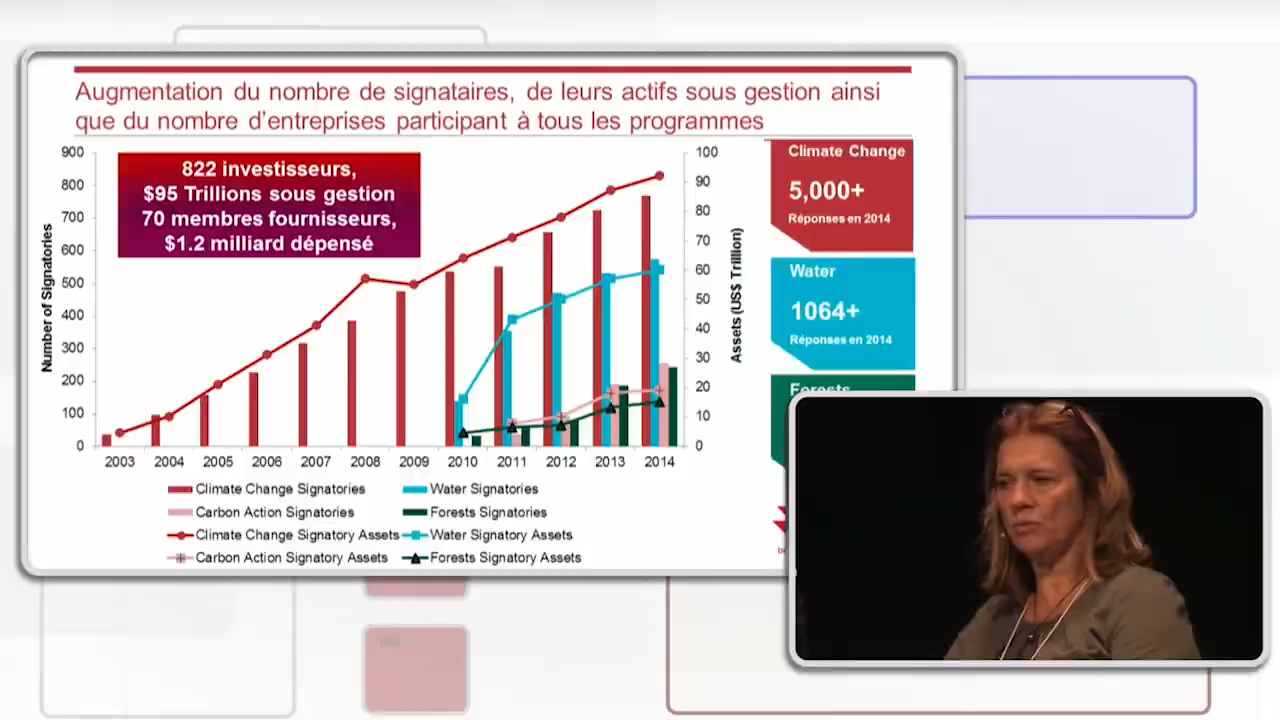 Augmentation du nombre de signataires, de leurs actifs sous gestion ainsi
que du nombre d'entreprises participant à tous les programmes
822 investisseurs,
$95 Trillions sous gestion
70 membres fournisseurs,
$1.2 milliard dépensé
Number of Signatories
900
800
700
600
500
400
300
200
100
0
2003 2004 2005 2006 2007 2008 2009 2010 2011 2012 2013 2014
100
90
80
70
60
50
40
30
20
10
0
Assets (US$ Trillion)
Climate Change Signatories
Water Signatories
Carbon Action Signatories
Forests Signatories
Climate Change Signatory Assets
Water Signatory Assets
Carbon Action Signatory Assets
Forests Signatory Assets
Climate Change
5,000+
Réponses en 2014
Water
1064+
Réponses en 2014
Forests